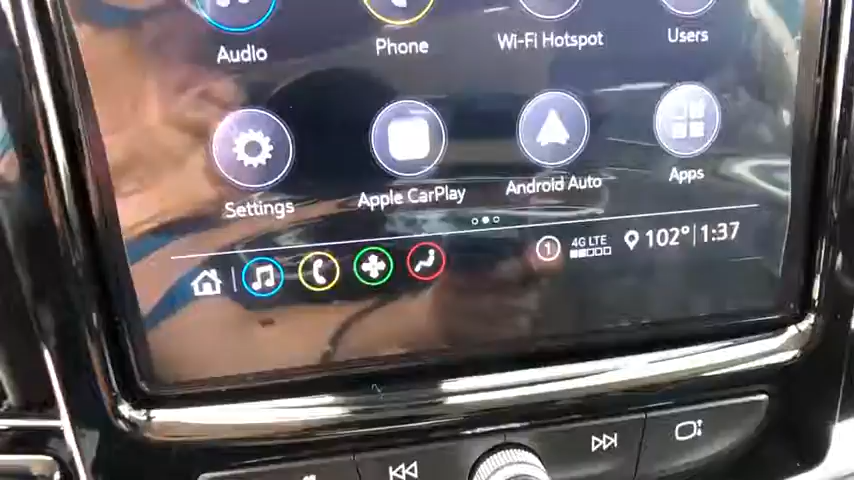 Audio Phone Wi-Fi Hotspot Users
Settings Apple CarPlay Android Auto Apps
1 4G LTE 102° 1:37